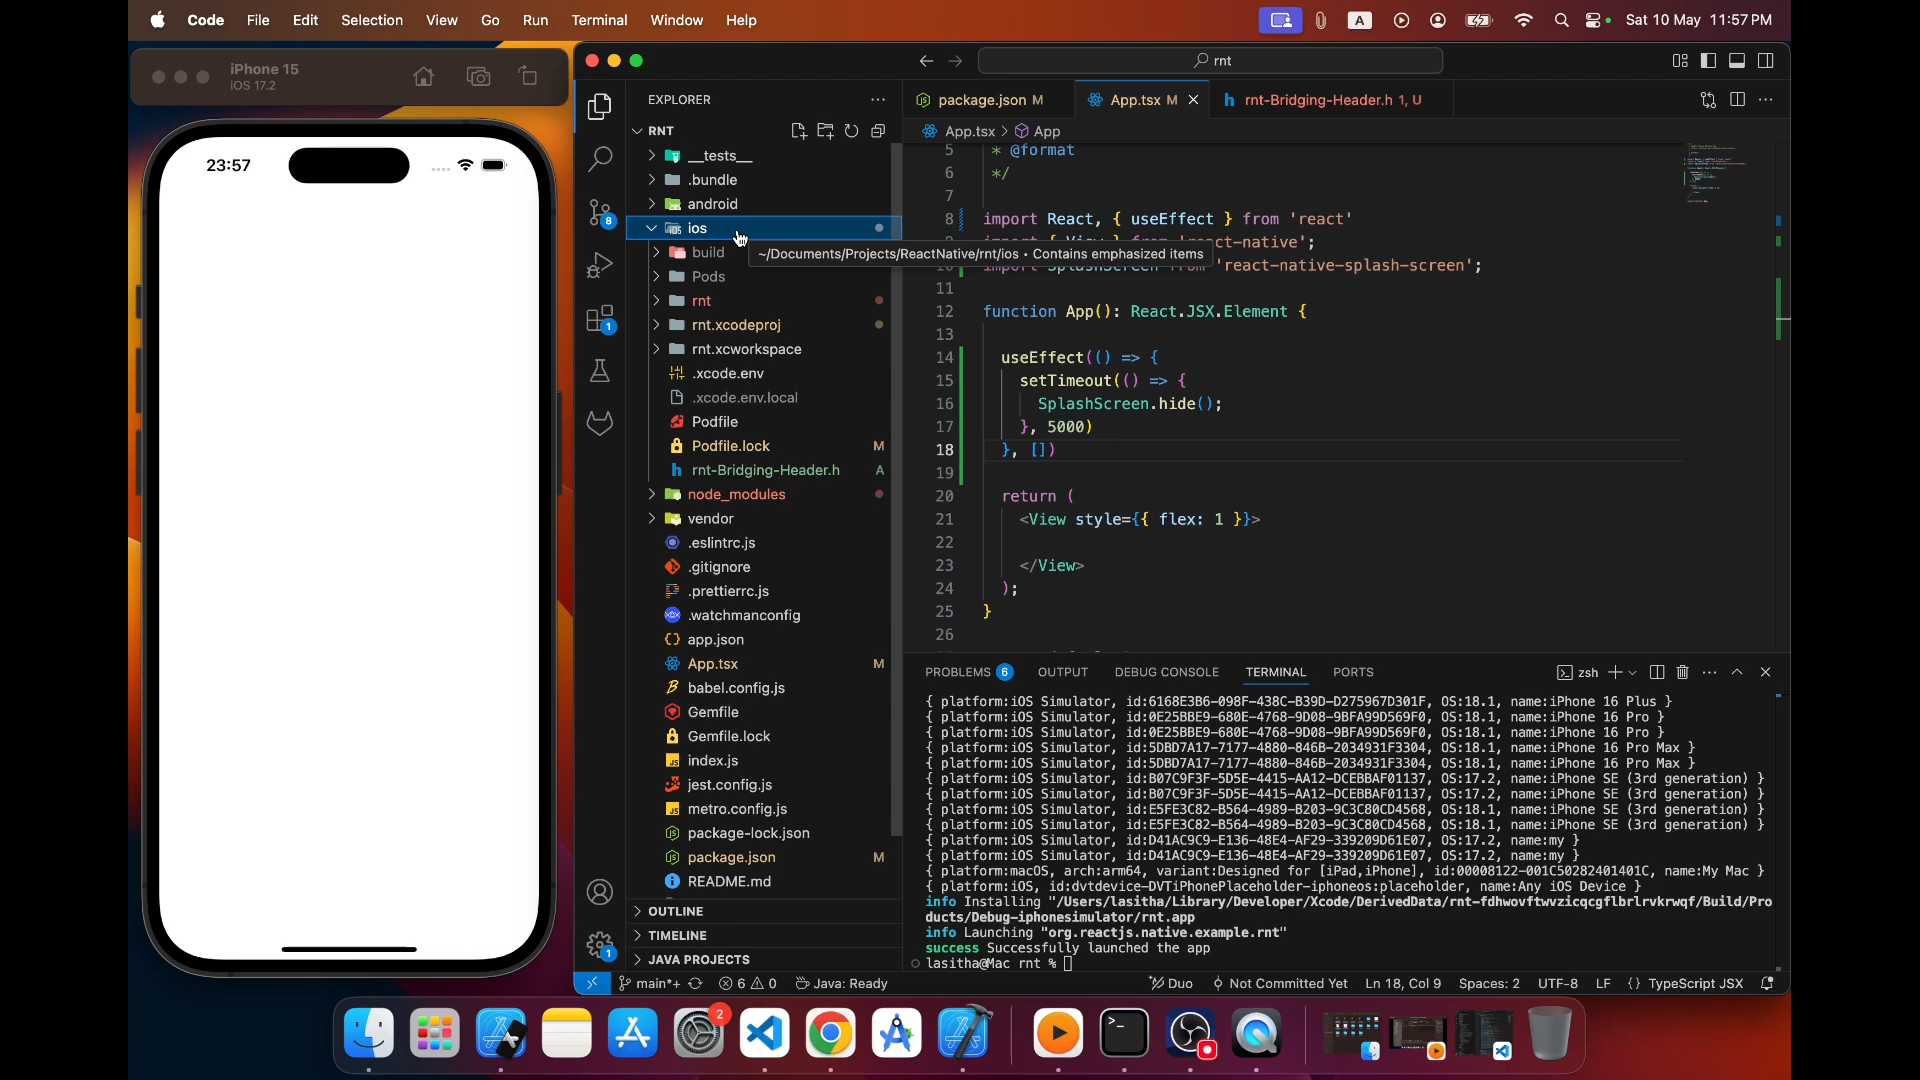 Code File Edit Selection View Go Run Terminal Window Help
A
Sat 10 May 11:57 PM
iPhone 15
iOS 17.2
23:57
rnt
EXPLORER
RNT
__tests__
.bundle
android
ios
build
Pods
rnt
rnt.xcodeproj
rnt.xcworkspace
.xcode.env
.xcode.env.local
Podfile
Podfile.lock M
rnt-Bridging-Header.h A
node_modules
vendor
.eslintrc.js
.gitignore
.prettierrc.js
.watchmanconfig
app.json
App.tsx M
babel.config.js
Gemfile
Gemfile.lock
index.js
jest.config.js
metro.config.js
package-lock.json
package.json M
README.md
OUTLINE
TIMELINE
JAVA PROJECTS
8
1
1
~/Documents/Projects/ReactNative/rnt/ios • Contains emphasized items
package.json M
App.tsx M
rnt-Bridging-Header.h 1, U
App.tsx > App
5 * @format
6 */
7
8 import React, { useEffect } from 'react'
ct-native';
'react-native-splash-screen';
11
12 function App(): React.JSX.Element {
13
14 useEffect(() => {
15 setTimeout(() => {
16 SplashScreen.hide();
17 }, 5000)
18 }, [])
19
20 return (
21 <View style={{ flex: 1 }}>
22
23 </View>
24 );
25 }
26
PROBLEMS 6 OUTPUT DEBUG CONSOLE TERMINAL PORTS
zsh
{ platform:iOS Simulator, id:6168E3B6-098F-438C-B39D-D275967D301F, OS:18.1, name:iPhone 16 Plus }
{ platform:iOS Simulator, id:0E25BBE9-680E-4768-9D08-9BFA99D569F0, OS:18.1, name:iPhone 16 Pro }
{ platform:iOS Simulator, id:0E25BBE9-680E-4768-9D08-9BFA99D569F0, OS:18.1, name:iPhone 16 Pro }
{ platform:iOS Simulator, id:5DBD7A17-7177-4880-846B-2034931F3304, OS:18.1, name:iPhone 16 Pro Max }
{ platform:iOS Simulator, id:5DBD7A17-7177-4880-846B-2034931F3304, OS:18.1, name:iPhone 16 Pro Max }
{ platform:iOS Simulator, id:B07C9F3F-5D5E-4415-AA12-DCEBBAF01137, OS:17.2, name:iPhone SE (3rd generation) }
{ platform:iOS Simulator, id:B07C9F3F-5D5E-4415-AA12-DCEBBAF01137, OS:17.2, name:iPhone SE (3rd generation) }
{ platform:iOS Simulator, id:E5FE3C82-B564-4989-B203-9C3C80CD4568, OS:18.1, name:iPhone SE (3rd generation) }
{ platform:iOS Simulator, id:E5FE3C82-B564-4989-B203-9C3C80CD4568, OS:18.1, name:iPhone SE (3rd generation) }
{ platform:iOS Simulator, id:D41AC9C9-E136-48E4-AF29-339209D61E07, OS:17.2, name:my }
{ platform:iOS Simulator, id:D41AC9C9-E136-48E4-AF29-339209D61E07, OS:17.2, name:my }
{ platform:macOS, arch:arm64, variant:Designed for [iPad,iPhone], id:00008122-001C50282401401C, name:My Mac }
{ platform:iOS, id:dvtdevice-DVTiPhonePlaceholder-iphoneos:placeholder, name:Any iOS Device }
info Installing "/Users/lasitha/Library/Developer/Xcode/DerivedData/rnt-fdhwovftwvzicqcgflbrlrvkrwqf/Build/Pro
ducts/Debug-iphonesimulator/rnt.app
info Launching "org.reactjs.native.example.rnt"
success Successfully launched the app
lasitha@Mac rnt %
main*+ 6 0 Java: Ready Duo Not Committed Yet Ln 18, Col 9 Spaces: 2 UTF-8 LF {} TypeScript JSX
2